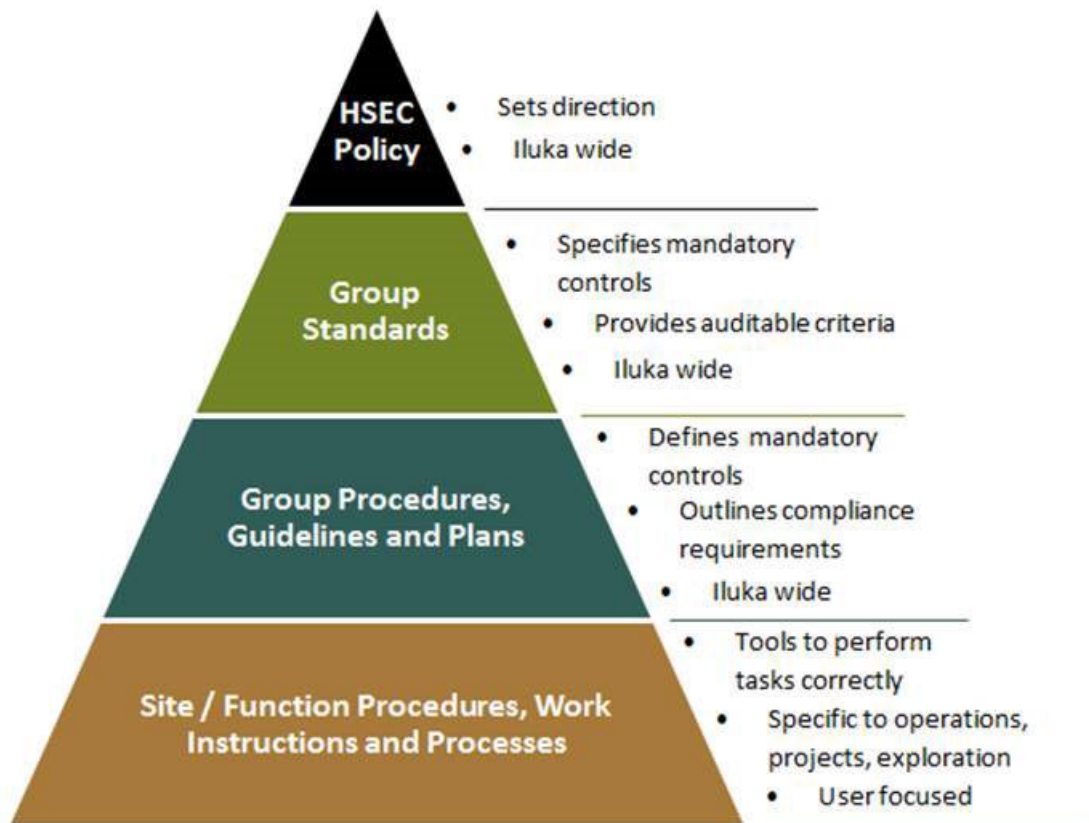 HSEC
Policy
• Sets direction
• Iluka wide
Group
Standards
• Specifies mandatory
controls
• Provides auditable criteria
• Iluka wide
Group Procedures,
Guidelines and Plans
• Defines mandatory
controls
• Outlines compliance
requirements
• Iluka wide
Site / Function Procedures, Work
Instructions and Processes
• Tools to perform
tasks correctly
• Specific to operations,
projects, exploration
• User focused